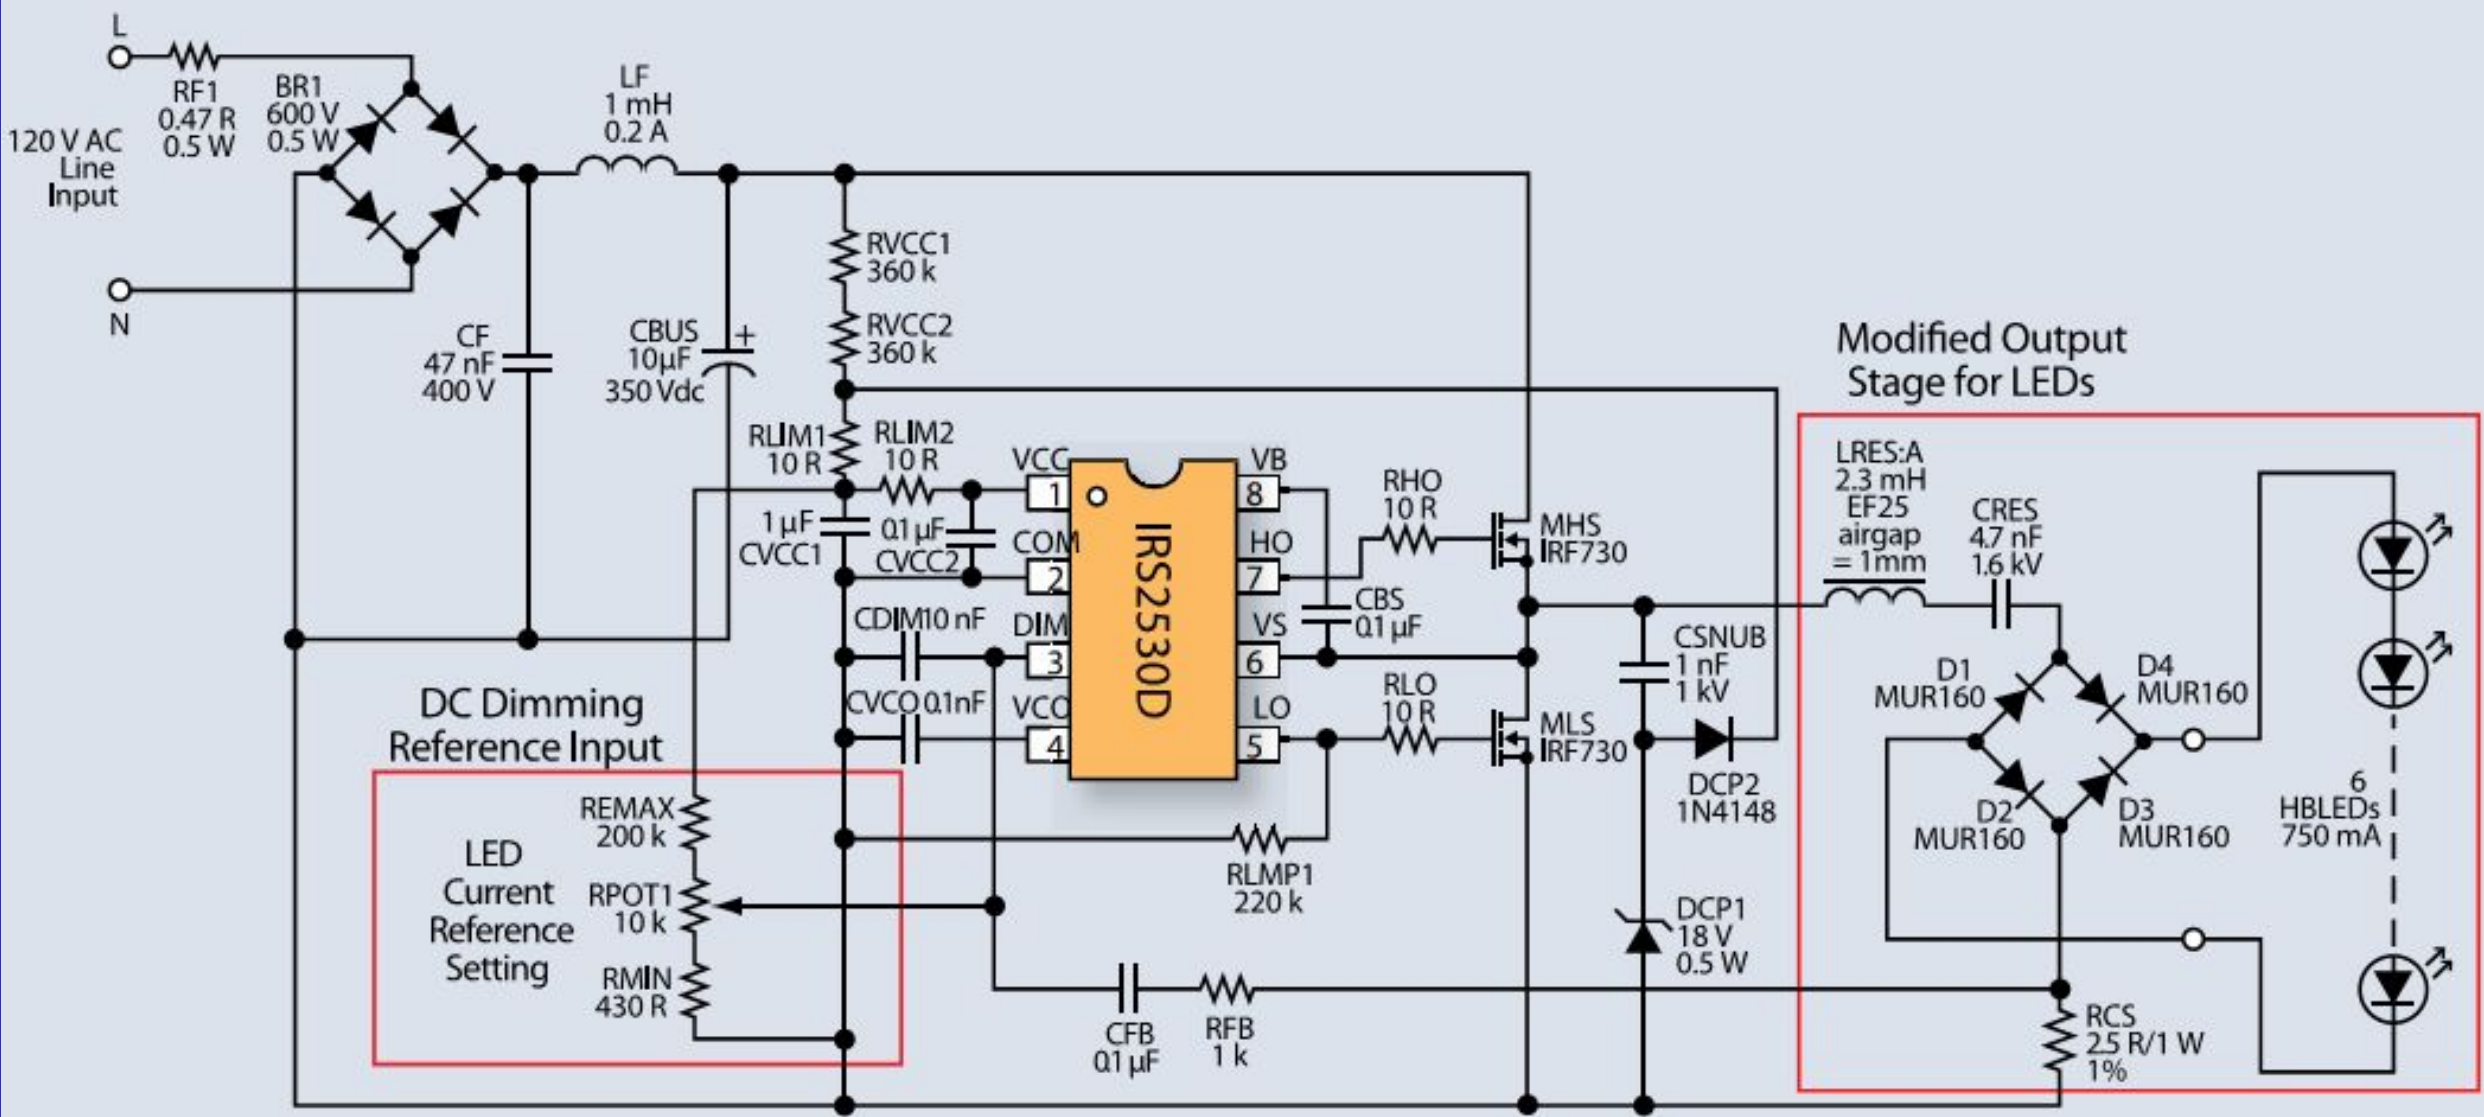 L
RF1
0.47 R
0.5 W
BR1
600 V
0.5 W
120 V AC
Line
Input
N
LF
1 mH
0.2 A
CF
47 nF
400 V
CBUS
10µF
350 Vdc
+
RVCC1
360 k
RVCC2
360 k
RLIM1
10 R
RLIM2
10 R
1 µF
CVCC1
0.1 µF
CVCC2
CDIM10 nF
CVCO 0.1nF
VCC
1
COM
2
DIM
3
VCO
4
IRS2530D
VB
8
HO
7
VS
6
LO
5
RHO
10 R
MHS
IRF730
CBS
0.1 µF
RLO
10 R
MLS
IRF730
CSNUB
1 nF
1 kV
DCP2
1N4148
DCP1
18 V
0.5 W
RLMP1
220 k
CFB
0.1 µF
RFB
1 k
DC Dimming
Reference Input
LED
Current
Reference
Setting
REMAX
200 k
RPOT1
10 k
RMIN
430 R
Modified Output
Stage for LEDs
LRES:A
2.3 mH
EF25
airgap
= 1mm
CRES
4.7 nF
1.6 kV
D1
MUR160
D4
MUR160
D2
MUR160
D3
MUR160
6
HBLEDs
750 mA
RCS
2.5 R/1 W
1%